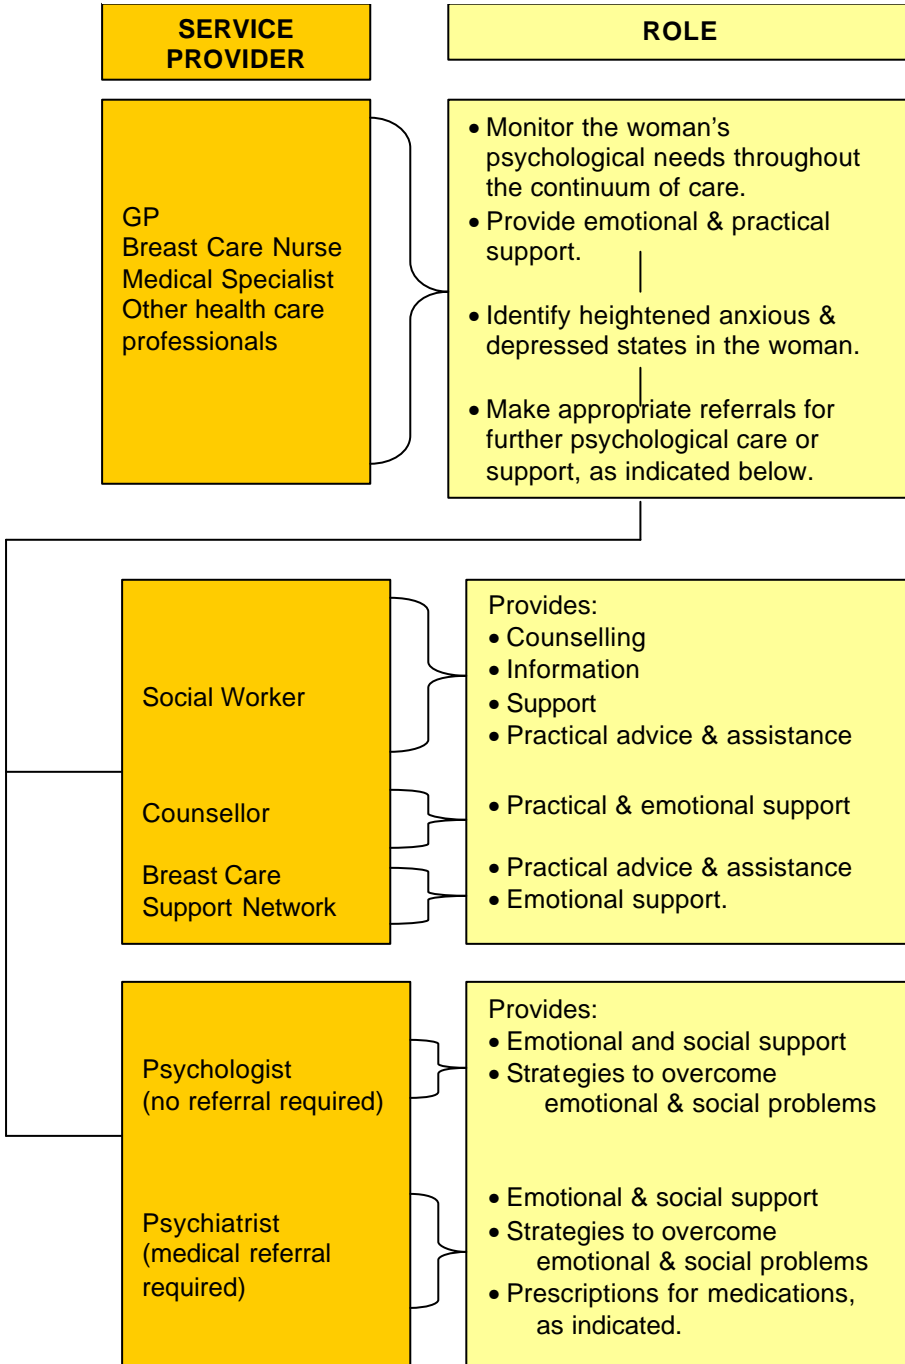 SERVICE
PROVIDER
ROLE
GP
Breast Care Nurse
Medical Specialist
Other health care
professionals
• Monitor the woman's
psychological needs throughout
the continuum of care.
• Provide emotional & practical
support.
• Identify heightened anxious &
depressed states in the woman.
• Make appropriate referrals for
further psychological care or
support, as indicated below.
Social Worker
Counsellor
Breast Care
Support Network
Provides:
• Counselling
• Information
• Support
• Practical advice & assistance
• Practical & emotional support
• Practical advice & assistance
• Emotional support.
Psychologist
(no referral required)
Psychiatrist
(medical referral
required)
Provides:
• Emotional and social support
• Strategies to overcome
emotional & social problems
• Emotional & social support
• Strategies to overcome
emotional & social problems
• Prescriptions for medications,
as indicated.